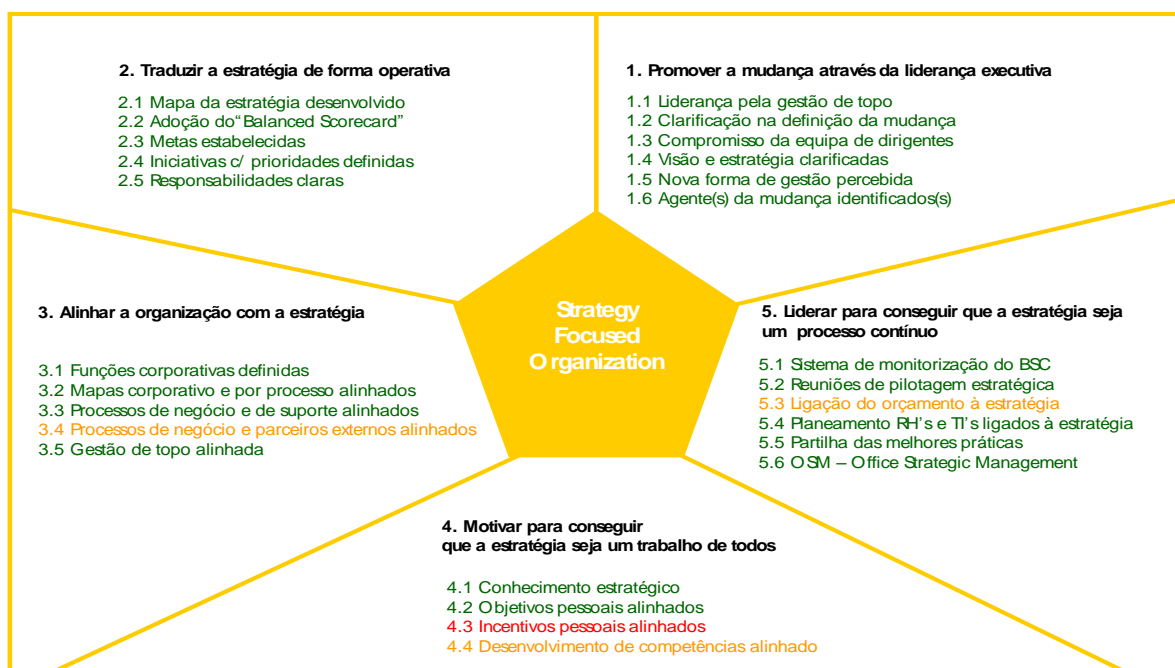 2. Traduzir a estratégia de forma operativa
2.1 Mapa da estratégia desenvolvido
2.2 Adoção do“Balanced Scorecard”
2.3 Metas estabelecidas
2.4 Iniciativas c/ prioridades definidas
2.5 Responsabilidades claras
1. Promover a mudança através da liderança executiva
1.1 Liderança pela gestão de topo
1.2 Clarificação na definição da mudança
1.3 Compromisso da equipa de dirigentes
1.4 Visão e estratégia clarificadas
1.5 Nova forma de gestão percebida
1.6 Agente(s) da mudança identificados(s)
3. Alinhar a organização com a estratégia
3.1 Funções corporativas definidas
3.2 Mapas corporativo e por processo alinhados
3.3 Processos de negócio e de suporte alinhados
3.4 Processos de negócio e parceiros externos alinhados
3.5 Gestão de topo alinhada
Strategy
Focused
Organization
5. Liderar para conseguir que a estratégia seja
um processo contínuo
5.1 Sistema de monitorização do BSC
5.2 Reuniões de pilotagem estratégica
5.3 Ligação do orçamento à estratégia
5.4 Planeamento RH’s e TI’s ligados à estratégia
5.5 Partilha das melhores práticas
5.6 OSM – Office Strategic Management
4. Motivar para conseguir
que a estratégia seja um trabalho de todos
4.1 Conhecimento estratégico
4.2 Objetivos pessoais alinhados
4.3 Incentivos pessoais alinhados
4.4 Desenvolvimento de competências alinhado